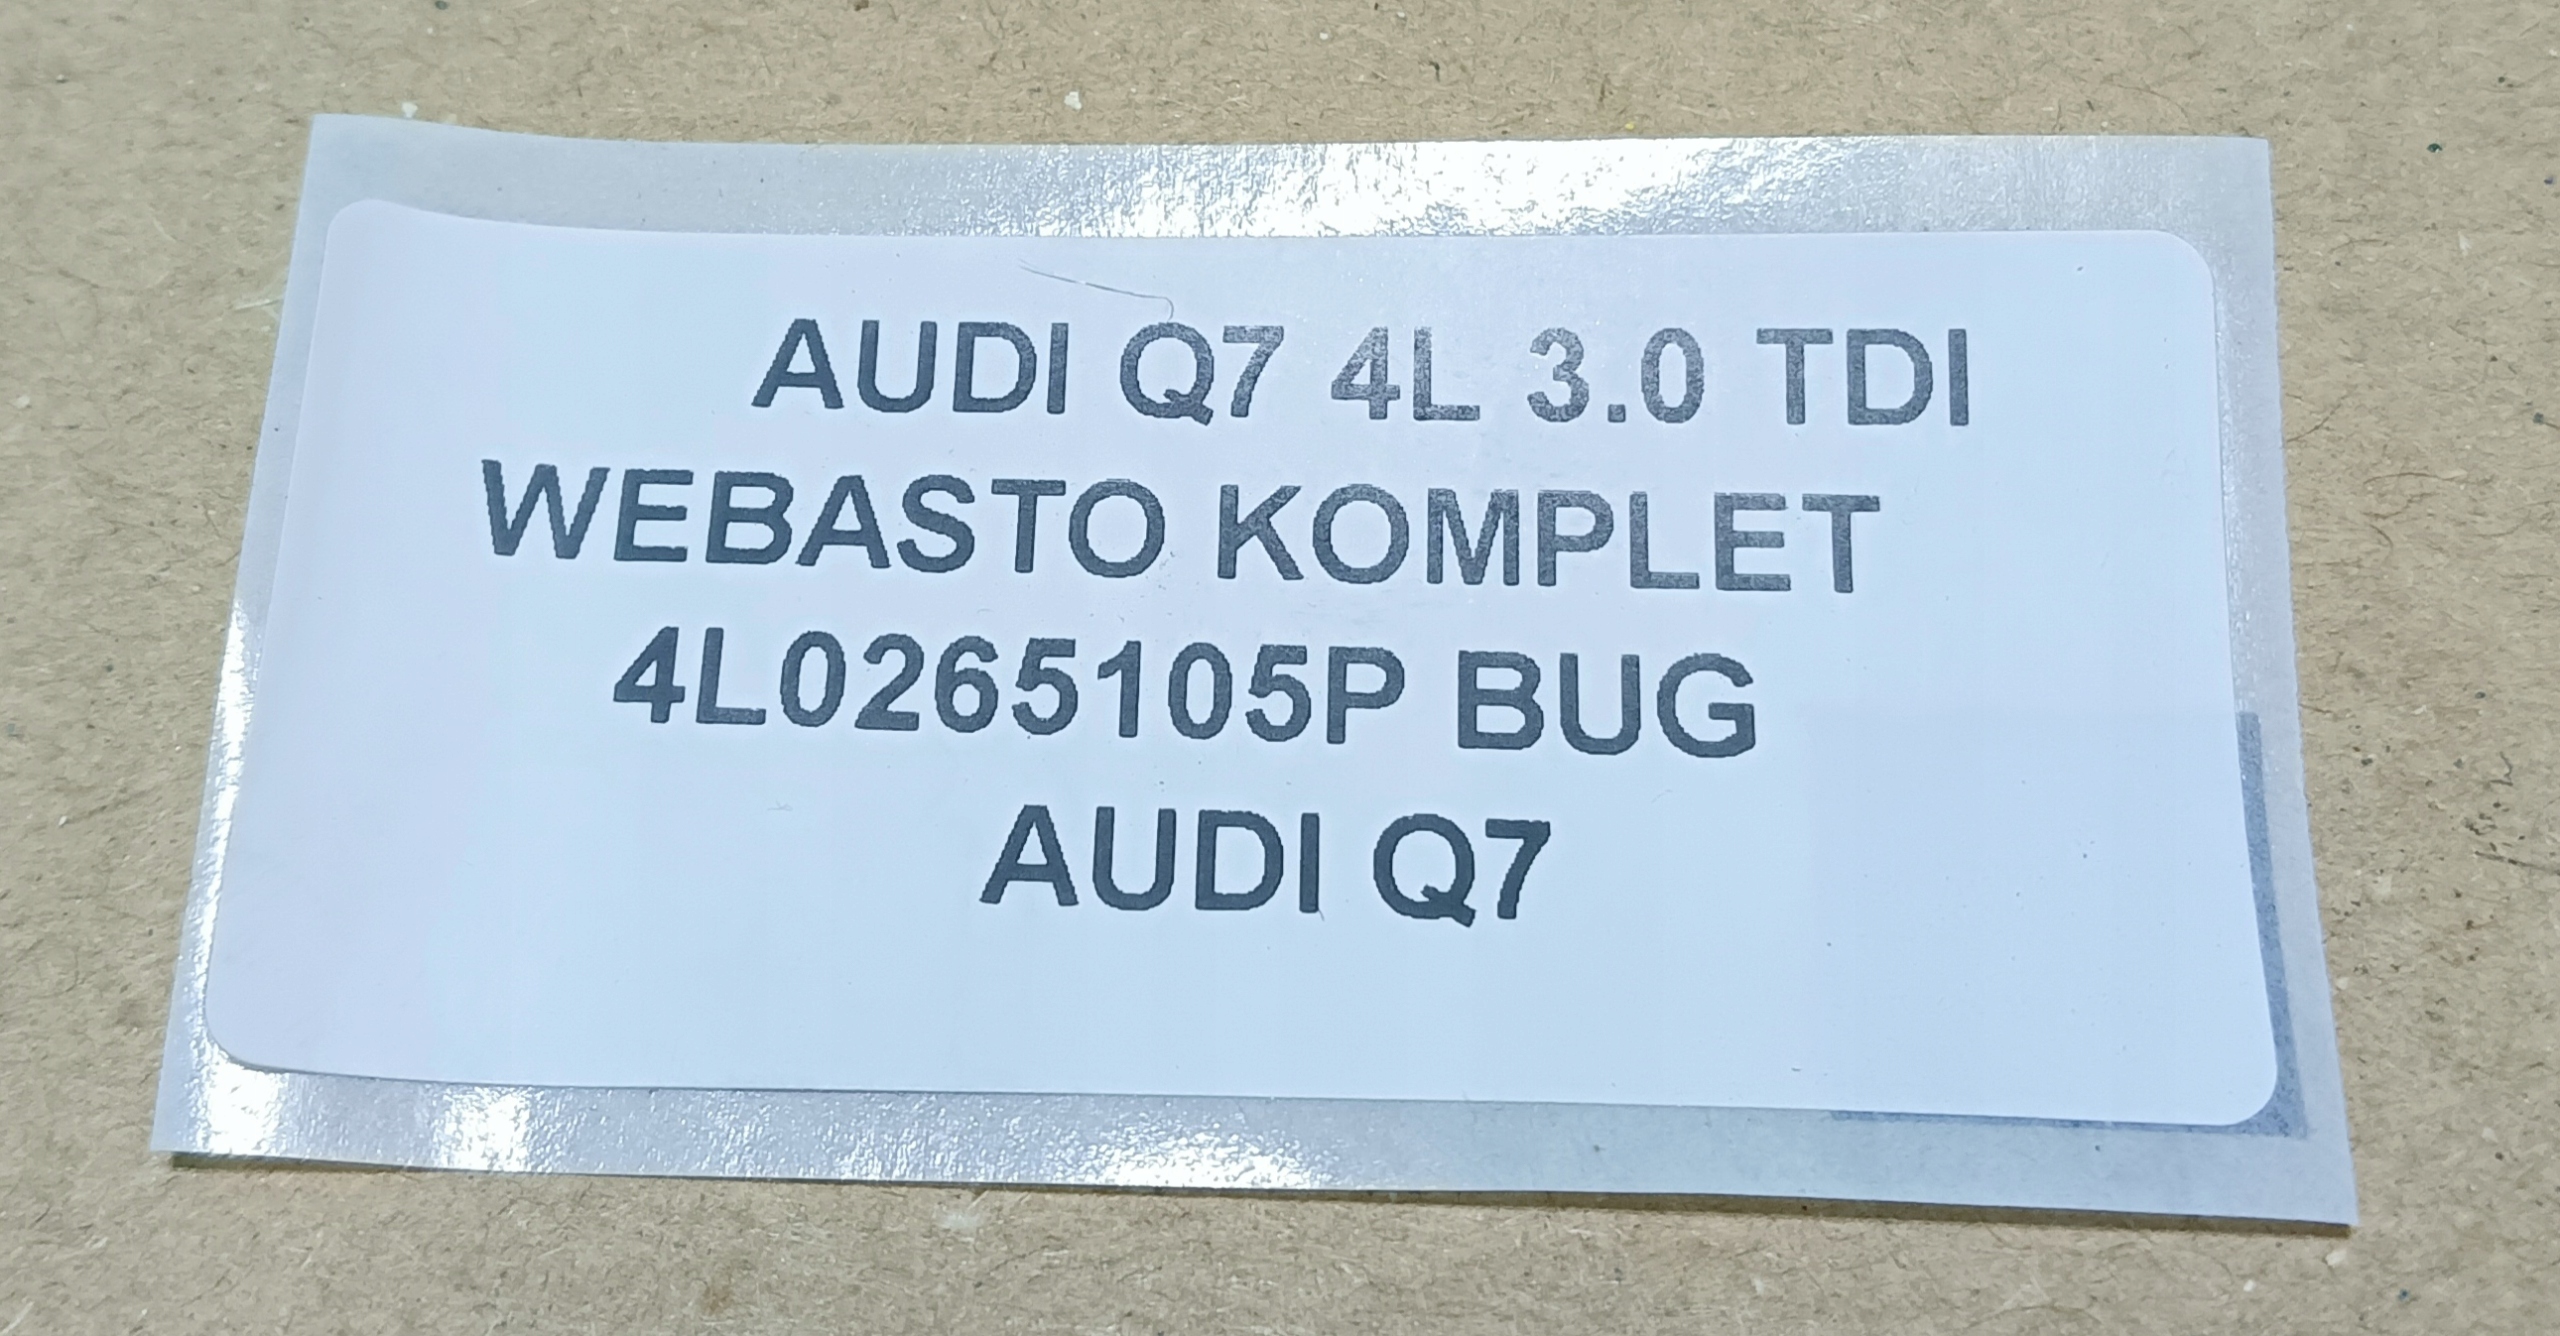 AUDI Q7 4L 3.0 TDI
WEBASTO KOMPLET
4L0265105P BUG
AUDI Q7